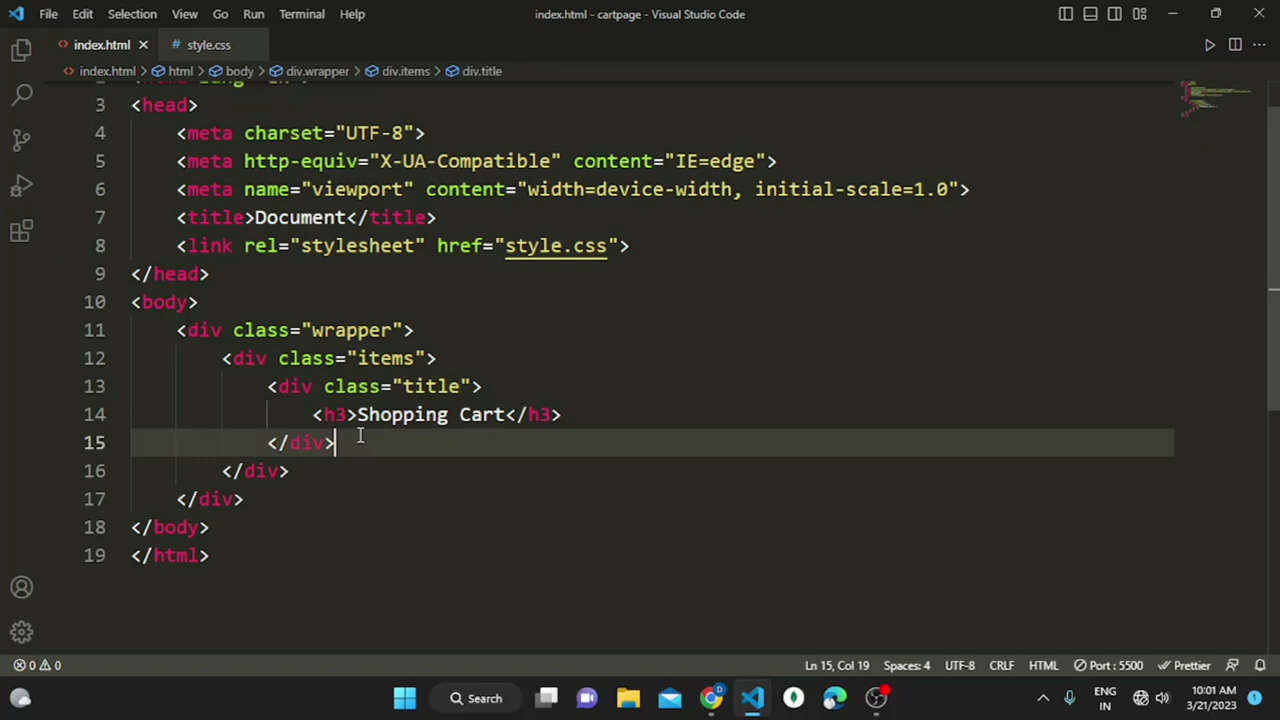 File Edit Selection View Go Run Terminal Help index.html - cartpage - Visual Studio Code
index.html style.css
index.html > html > body > div.wrapper > div.items > div.title
3 <head>
4 <meta charset="UTF-8">
5 <meta http-equiv="X-UA-Compatible" content="IE=edge">
6 <meta name="viewport" content="width=device-width, initial-scale=1.0">
7 <title>Document</title>
8 <link rel="stylesheet" href="style.css">
9 </head>
10 <body>
11 <div class="wrapper">
12 <div class="items">
13 <div class="title">
14 <h3>Shopping Cart</h3>
15 </div>
16 </div>
17 </div>
18 </body>
19 </html>
0 0 Ln 15, Col 19 Spaces: 4 UTF-8 CRLF HTML Port : 5500 Prettier
Search ENG 10:01 AM
IN 3/21/2023 1